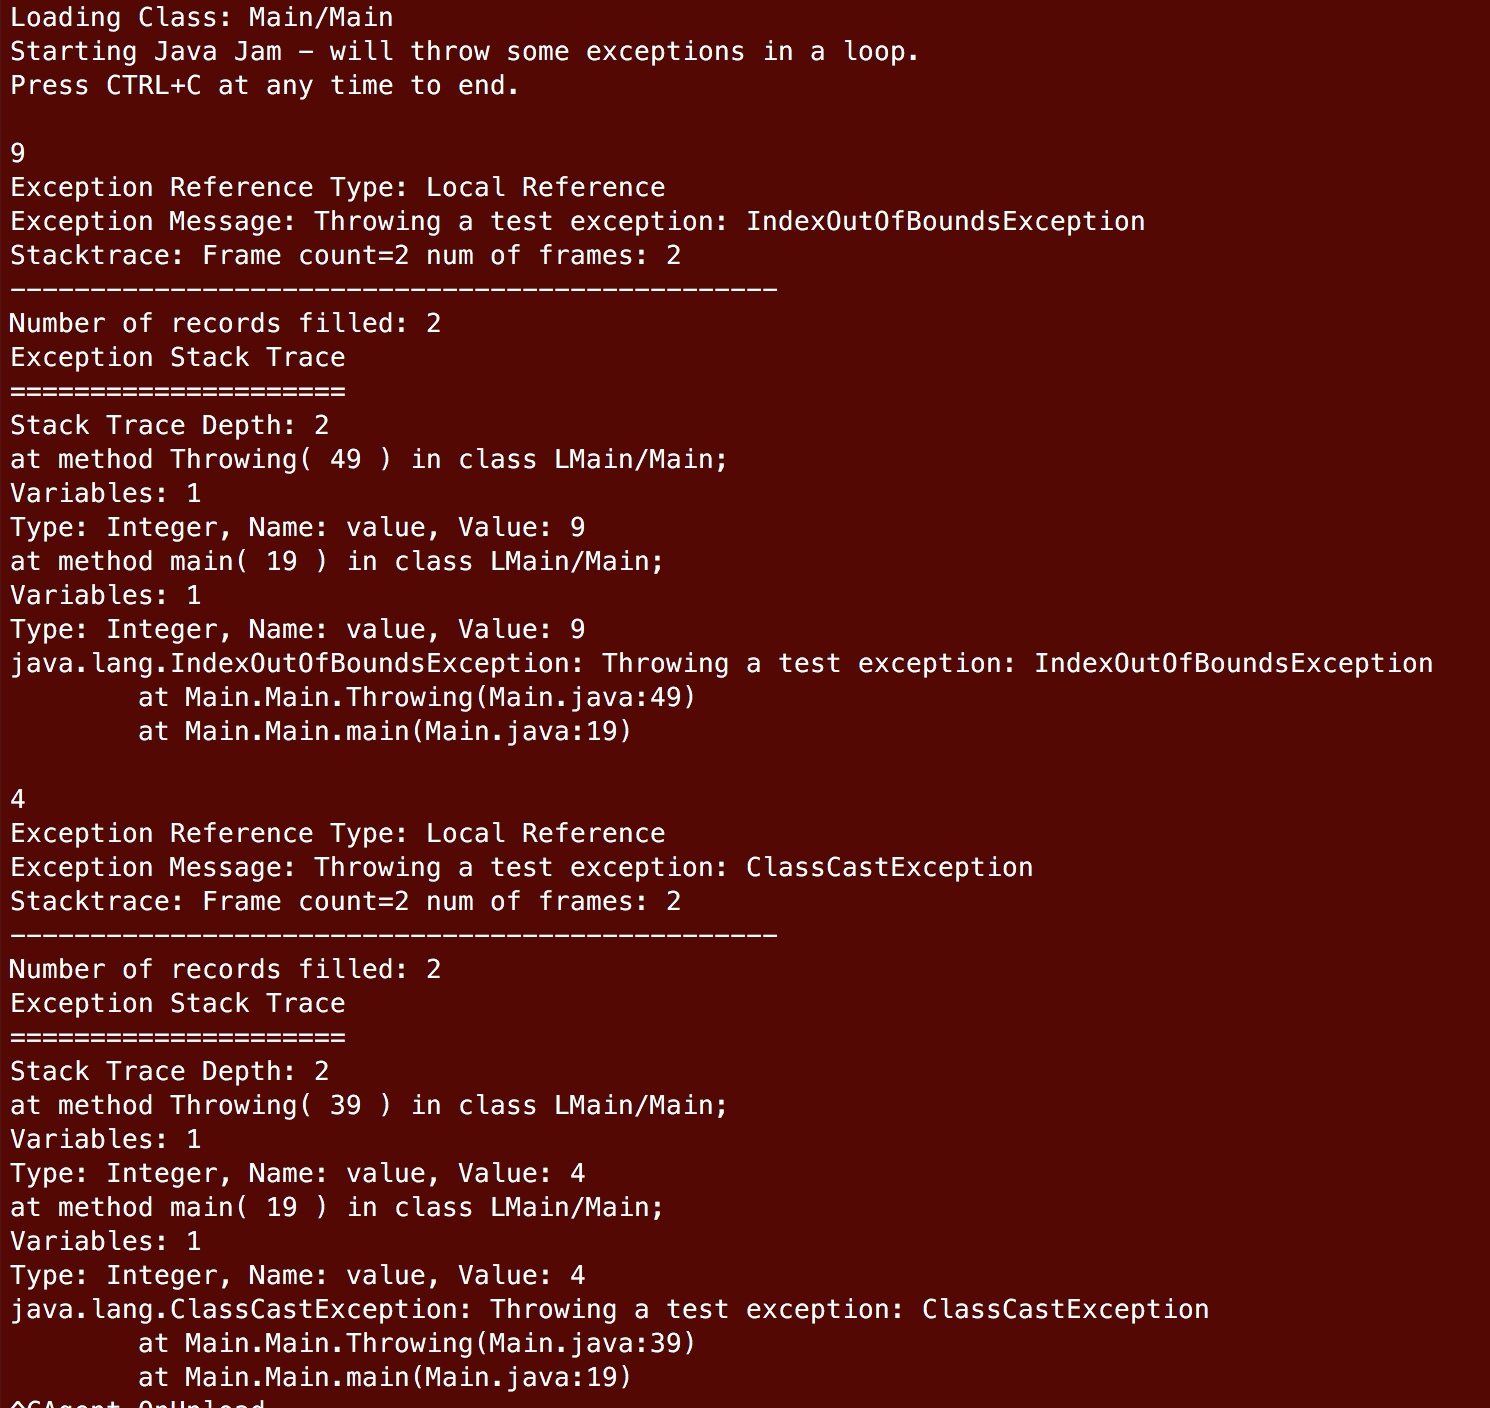 Loading Class: Main/Main
Starting Java Jam – will throw some exceptions in a loop.
Press CTRL+C at any time to end.
9
Exception Reference Type: Local Reference
Exception Message: Throwing a test exception: IndexOutOfBoundsException
Stacktrace: Frame count=2 num of frames: 2
------------------------------------------------
Number of records filled: 2
Exception Stack Trace
=====================
Stack Trace Depth: 2
at method Throwing( 49 ) in class LMain/Main;
Variables: 1
Type: Integer, Name: value, Value: 9
at method main( 19 ) in class LMain/Main;
Variables: 1
Type: Integer, Name: value, Value: 9
java.lang.IndexOutOfBoundsException: Throwing a test exception: IndexOutOfBoundsException
        at Main.Main.Throwing(Main.java:49)
        at Main.Main.main(Main.java:19)
4
Exception Reference Type: Local Reference
Exception Message: Throwing a test exception: ClassCastException
Stacktrace: Frame count=2 num of frames: 2
------------------------------------------------
Number of records filled: 2
Exception Stack Trace
=====================
Stack Trace Depth: 2
at method Throwing( 39 ) in class LMain/Main;
Variables: 1
Type: Integer, Name: value, Value: 4
at method main( 19 ) in class LMain/Main;
Variables: 1
Type: Integer, Name: value, Value: 4
java.lang.ClassCastException: Throwing a test exception: ClassCastException
        at Main.Main.Throwing(Main.java:39)
        at Main.Main.main(Main.java:19)